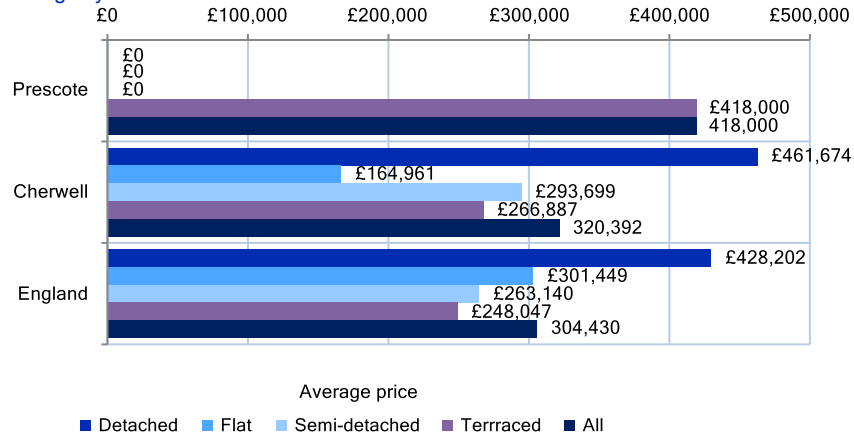 £0 £100,000 £200,000 £300,000 £400,000 £500,000
£0
£0
Prescote £0
£418,000
418,000
£461,674
£164,961
Cherwell £293,699
£266,887
320,392
£428,202
£301,449
England £263,140
£248,047
304,430
Average price
Detached Flat Semi-detached Terrraced All